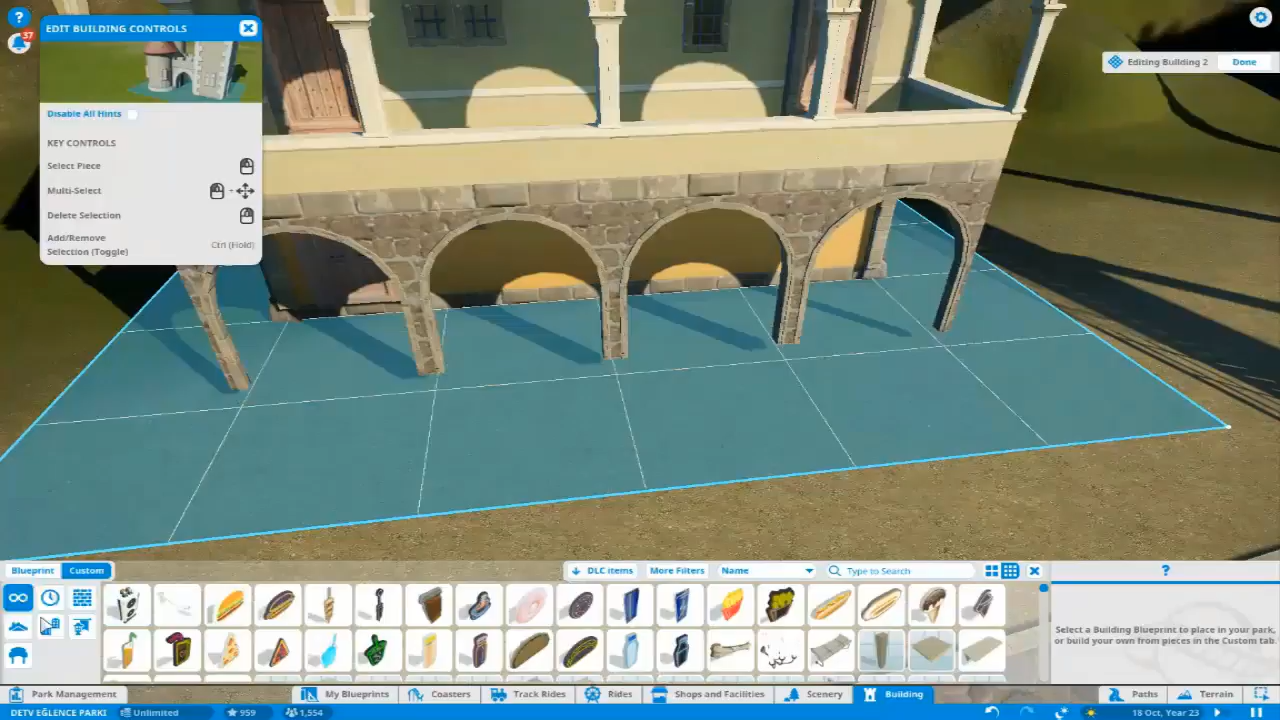 ?
EDIT BUILDING CONTROLS
37
Disable All Hints
KEY CONTROLS
Select Piece
Multi-Select
Delete Selection
Add/Remove
Selection (Toggle)
Ctrl (Hold)
Editing Building 2
Done
Blueprint
Custom
DLC items
More Filters
Name
Type to Search
?
Select a Building Blueprint to place in your park,
or build your own from pieces in the Custom tab.
Park Management
My Blueprints
Coasters
Track Rides
Rides
Shops and Facilities
Scenery
Building
Paths
Terrain
DETV EĞLENCE PARKI
Unlimited
959
1,554
18 Oct, Year 23